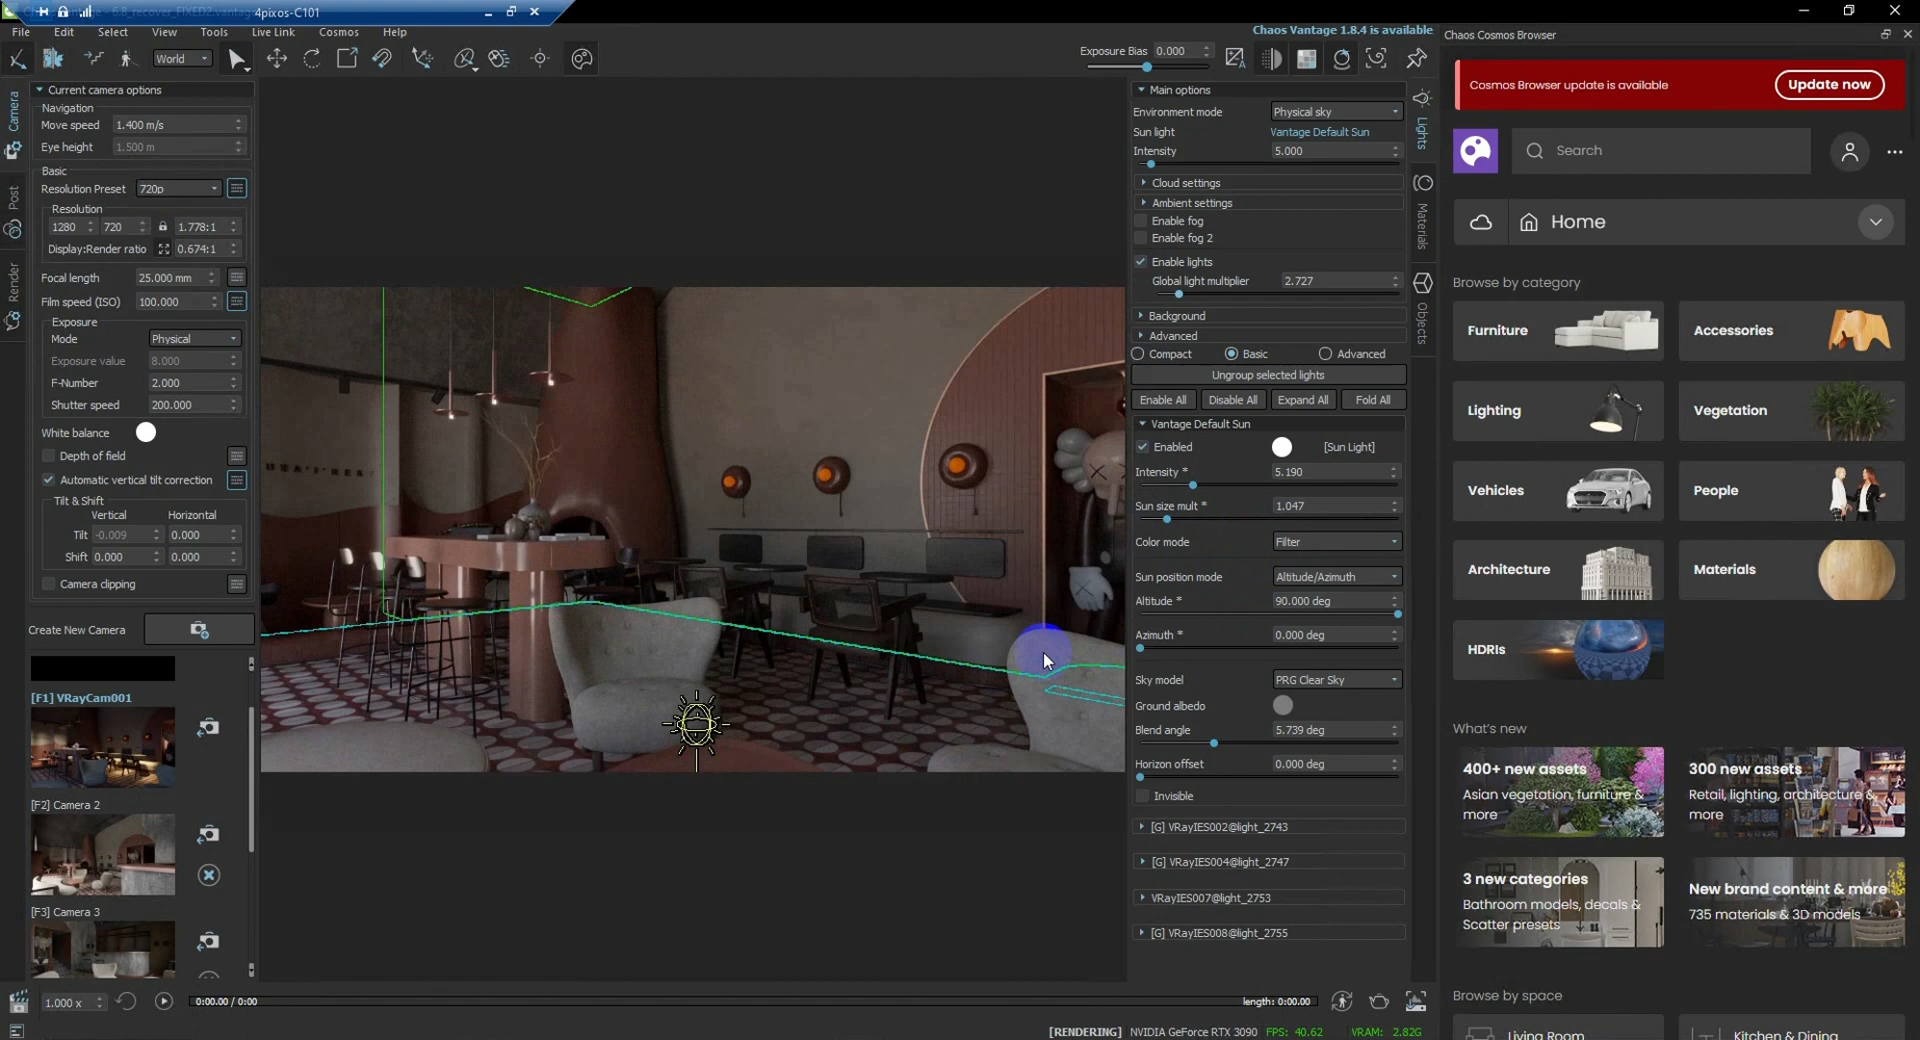 4pixos-C101
File Edit Select View Tools Live Link Cosmos Help
Chaos Vantage 1.8.4 is available
World
Exposure Bias 0.000
Camera
Post
Render
Current camera options
Navigation
Move speed 1.400 m/s
Eye height 1.500 m
Basic
Resolution Preset 720p
Resolution
1280 720 1.778:1
Display:Render ratio 0.674:1
Focal length 25.000 mm
Film speed (ISO) 100.000
Exposure
Mode Physical
Exposure value 8.000
F-Number 2.000
Shutter speed 200.000
White balance
Depth of field
Automatic vertical tilt correction
Tilt & Shift
Vertical Horizontal
Tilt -0.009 0.000
Shift 0.000 0.000
Camera clipping
Create New Camera
[F1] VRayCam001
[F2] Camera 2
[F3] Camera 3
1.000 x 0:00.00 / 0:00 length: 0:00.00
[RENDERING] NVIDIA GeForce RTX 3090 FPS: 40.62 VRAM: 2.82G
Main options
Environment mode Physical sky
Sun light Vantage Default Sun
Intensity 5.000
Cloud settings
Ambient settings
Enable fog
Enable fog 2
Enable lights
Global light multiplier 2.727
Background
Advanced
Compact Basic Advanced
Ungroup selected lights
Enable All Disable All Expand All Fold All
Vantage Default Sun
Enabled [Sun Light]
Intensity * 5.190
Sun size mult * 1.047
Color mode Filter
Sun position mode Altitude/Azimuth
Altitude * 90.000 deg
Azimuth * 0.000 deg
Sky model PRG Clear Sky
Ground albedo
Blend angle 5.739 deg
Horizon offset 0.000 deg
Invisible
[G] VRayIES002@light_2743
[G] VRayIES004@light_2747
VRayIES007@light_2753
[G] VRayIES008@light_2755
Lights
Materials
Objects
Chaos Cosmos Browser
Cosmos Browser update is available Update now
Search
Home
Browse by category
Furniture Accessories
Lighting Vegetation
Vehicles People
Architecture Materials
HDRIs
What's new
400+ new assets
Asian vegetation, furniture &
more
300 new assets
Retail, lighting, architecture &
more
3 new categories
Bathroom models, decals &
Scatter presets
New brand content & more
735 materials & 3D models
Browse by space
Living Room Kitchen & Dining